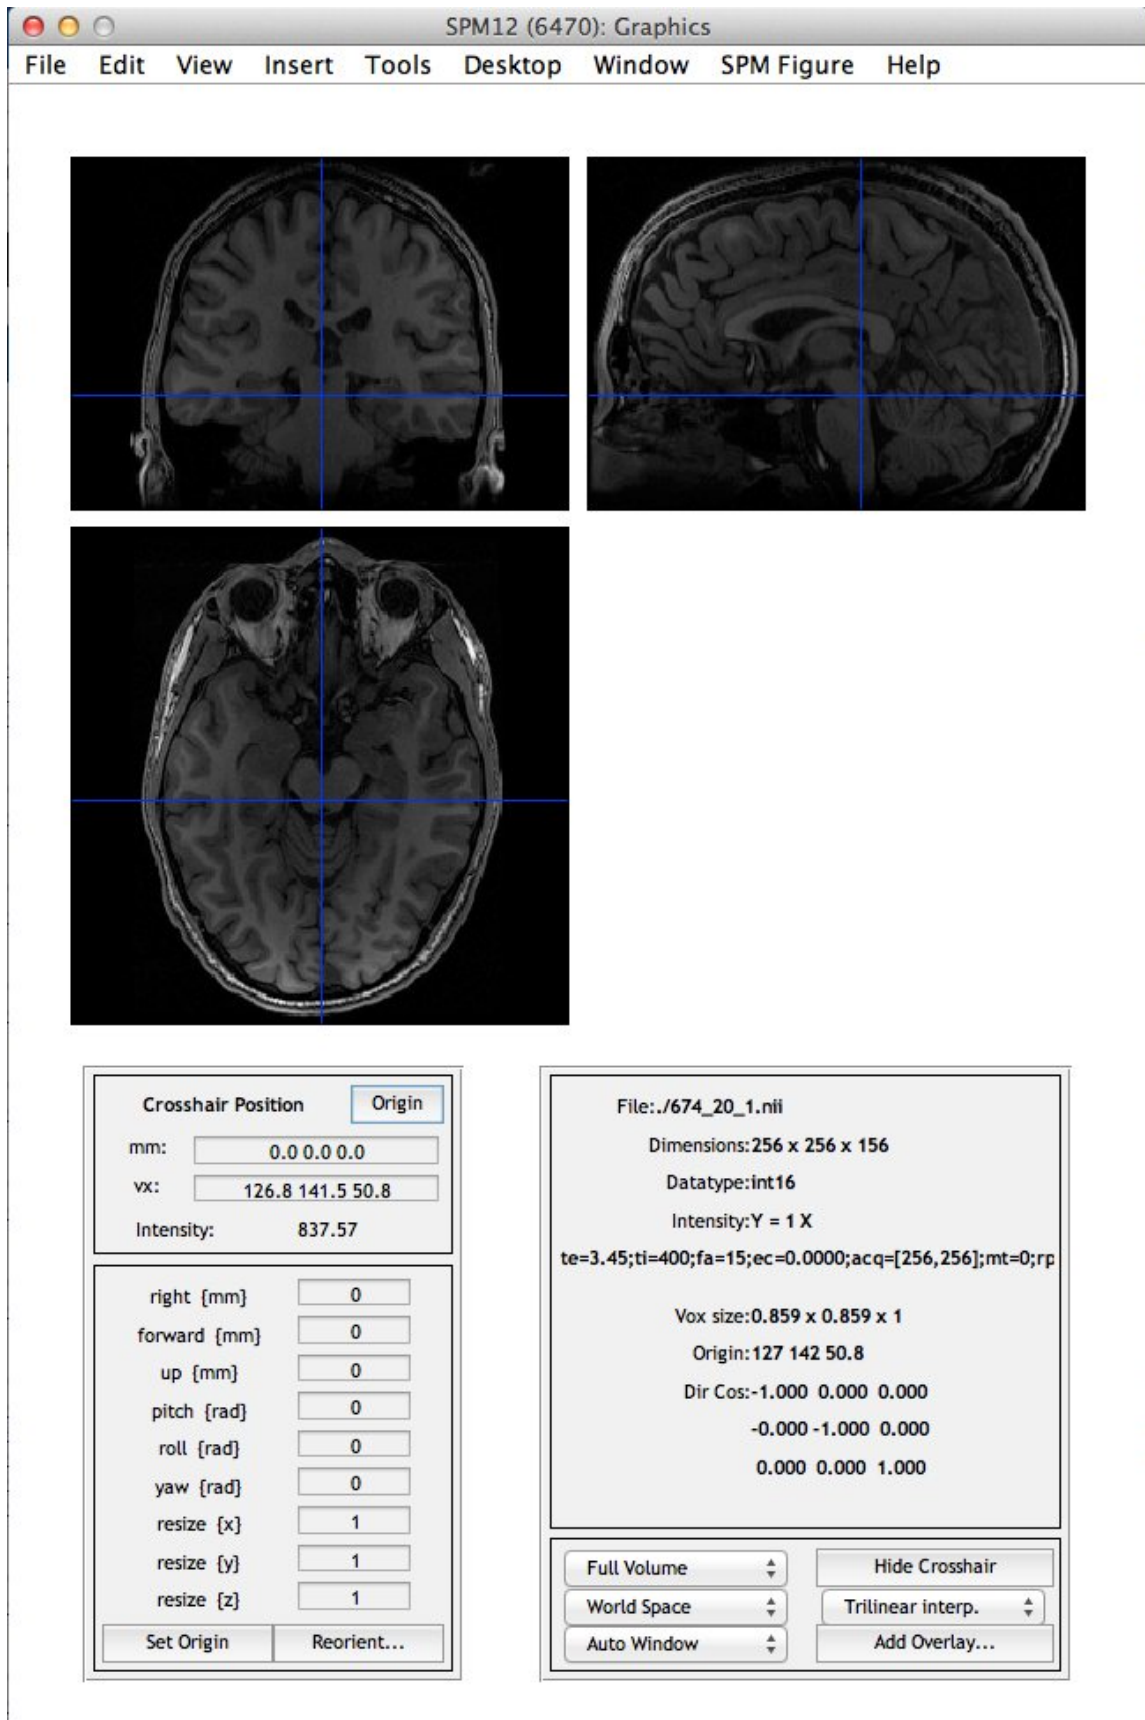 SPM12 (6470): Graphics
File Edit View Insert Tools Desktop Window SPM Figure Help
Crosshair Position Origin
mm: 0.0 0.0 0.0
vx: 126.8 141.5 50.8
Intensity: 837.57
right {mm} 0
forward {mm} 0
up {mm} 0
pitch {rad} 0
roll {rad} 0
yaw {rad} 0
resize {x} 1
resize {y} 1
resize {z} 1
Set Origin Reorient...
File:./674_20_1.nii
Dimensions:256 x 256 x 156
Datatype:int16
Intensity:Y = 1 X
te=3.45;ti=400;fa=15;ec=0.0000;acq=[256,256];mt=0;rp
Vox size:0.859 x 0.859 x 1
Origin:127 142 50.8
Dir Cos:-1.000 0.000 0.000
-0.000 -1.000 0.000
0.000 0.000 1.000
Full Volume Hide Crosshair
World Space Trilinear interp.
Auto Window Add Overlay...